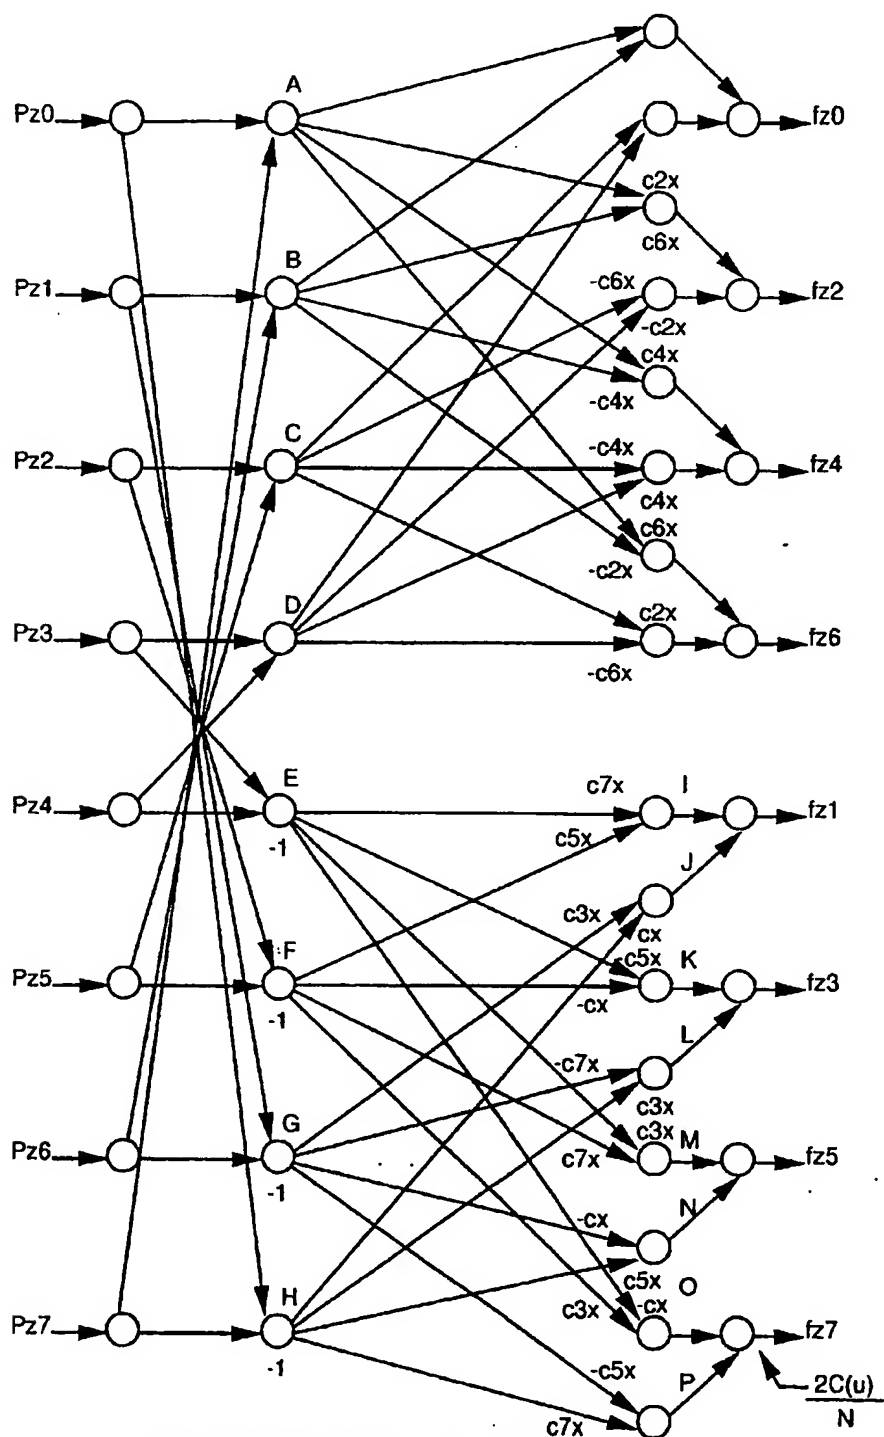 A
Pz0
fz0
c2x
c6x
B
Pz1
-c6x
fz2
-c2x
c4x
-c4x
C
Pz2
-c4x
fz4
c4x
c6x
-c2x
D
Pz3
c2x
fz6
-c6x
E
Pz4
c7x
I
fz1
-1
c5x
J
c3x
cx
F
Pz5
-c5x
K
fz3
-1
-cx
L
-c7x
c3x
G
Pz6
c3x
M
fz5
-1
c7x
N
-cx
c5x
O
H
Pz7
c3x
-cx
fz7
-1
-c5x
P
2C(u)
N
c7x